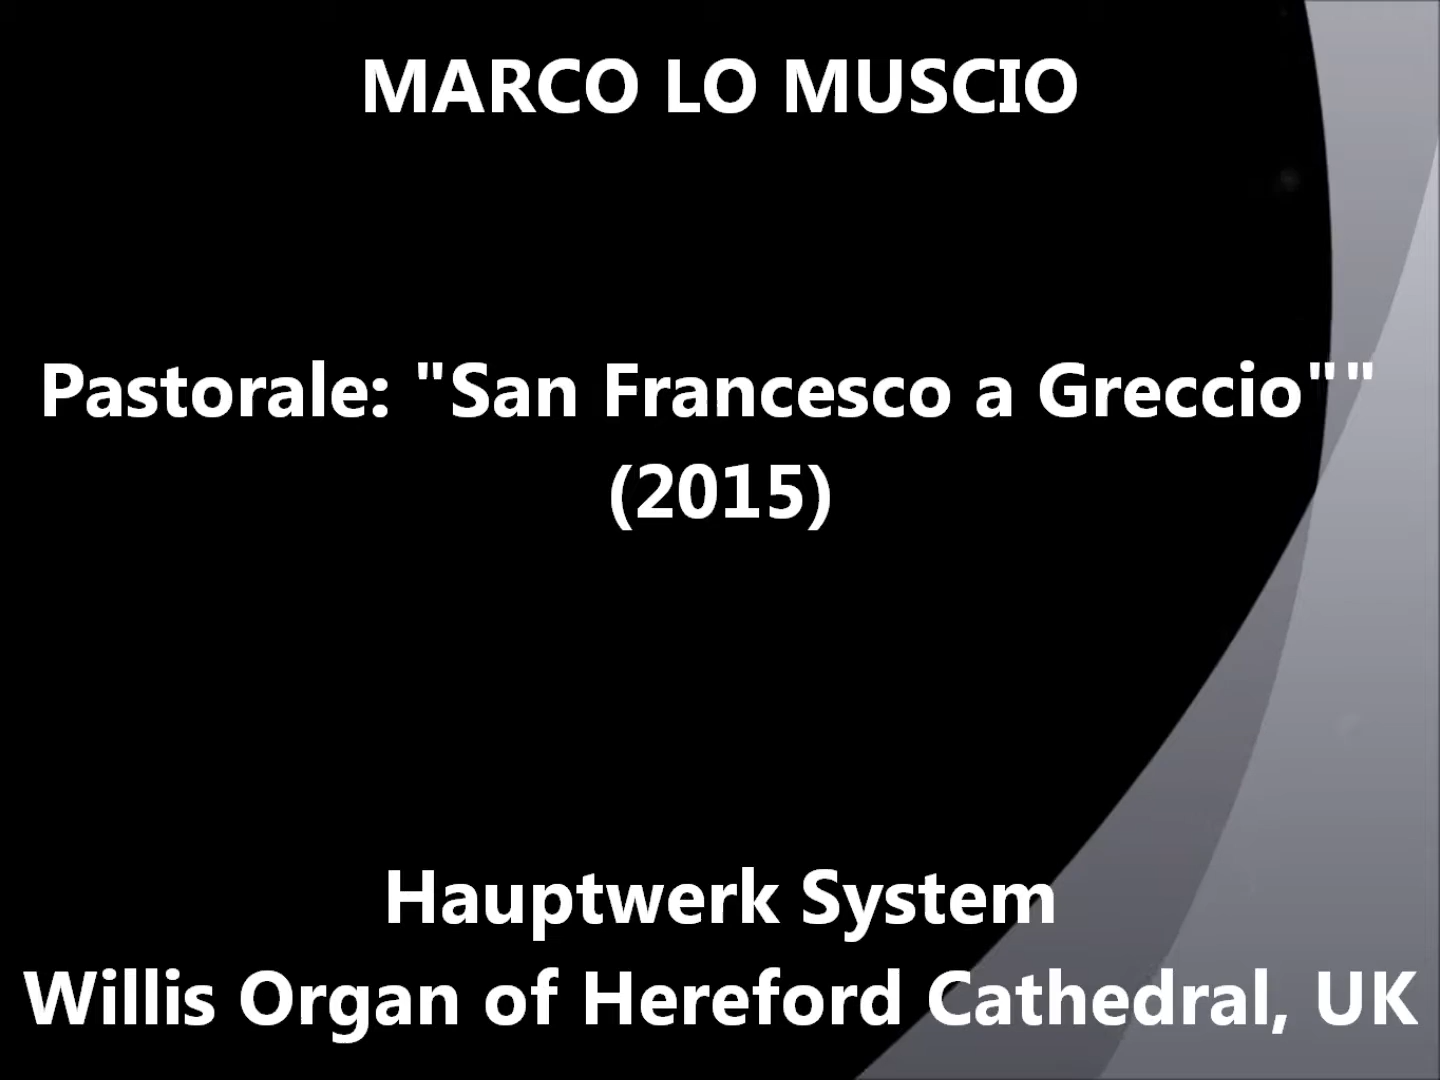 MARCO LO MUSCIO
Pastorale: "San Francesco a Greccio""
(2015)
Hauptwerk System
Willis Organ of Hereford Cathedral, UK